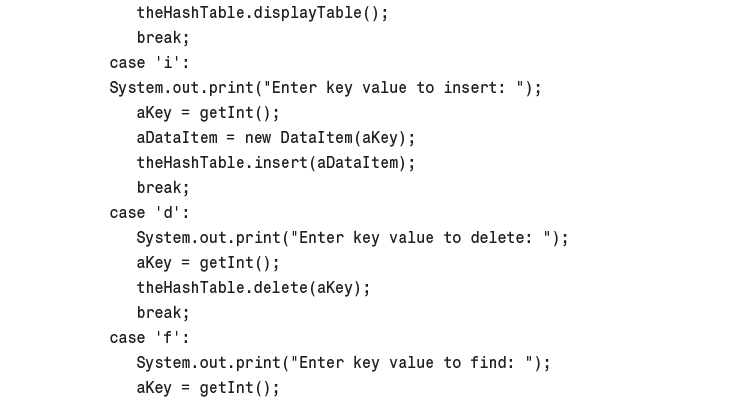 theHashTable.displayTable();
break;
case 'i':
System.out.print("Enter key value to insert: ");
aKey = getInt();
aDataItem = new DataItem(aKey);
theHashTable.insert(aDataItem);
break;
case 'd':
System.out.print("Enter key value to delete: ");
aKey = getInt();
theHashTable.delete(aKey);
break;
case 'f':
System.out.print("Enter key value to find: ");
aKey = getInt();